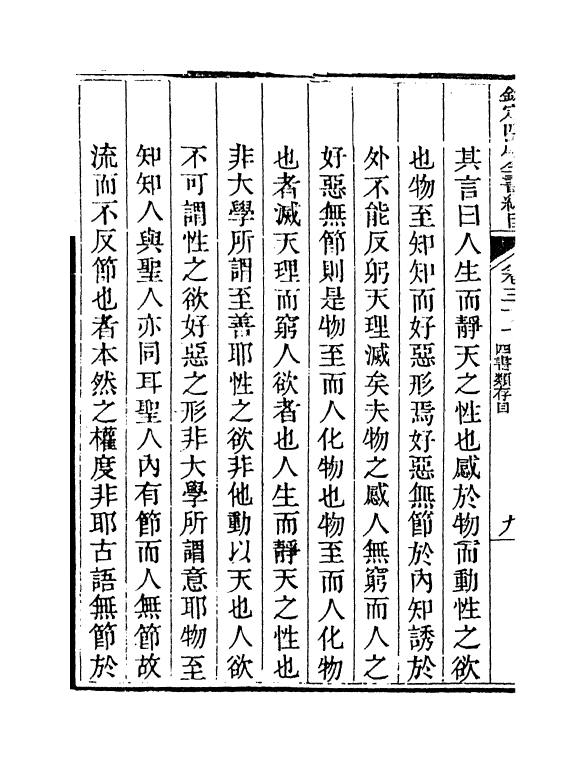 欽定四庫全書總目 卷三十 四書類存目 九
其言曰人生而靜天之性也感於物而動性之欲
也物至知知而好惡形焉好惡無節於內知誘於
外不能反躬天理滅矣夫物之感人無窮而人之
好惡無節則是物至而人化物也物至而人化物
也者滅天理而窮人欲者也人生而靜天之性也
非大學所謂至善耶性之欲非他動以天也人欲
不可謂性之欲好惡之形非大學所謂意耶物至
知知人與聖人亦同耳聖人內有節而人無節故
流而不反節也者本然之權度非耶古語無節於